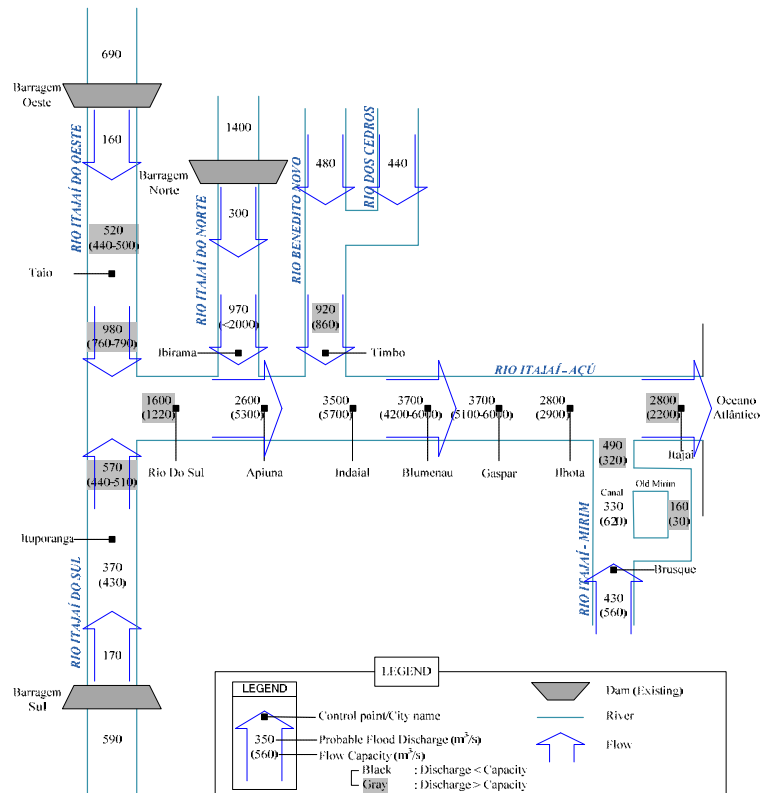 690
Barragem
Oeste
160
RIO ITAJAÍ DO OESTE
520
(440-500)
Taio
980
(760-790)
1400
Barragem
Norte
300
RIO ITAJAÍ DO NORTE
970
(<2000)
Ibirama
RIO BENEDITO NOVO
480
RIO DOS CEDROS
440
920
(860)
Timbo
RIO ITAJAÍ-AÇÚ
1600
(1220)
Rio Do Sul
2600
(5300)
Apiuna
3500
(5700)
Indaial
3700
(4200-6000)
Blumenau
3700
(5100-6000)
Gaspar
2800
(2900)
Ilhota
2800
(2200)
Itajaí
Oceano
Atlântico
570
(440-510)
Ituporanga
370
(430)
RIO ITAJAÍ DO SUL
170
Barragem
Sul
590
490
(320)
Canal
330
(620)
Old Mirim
160
(30)
RIO ITAJAÍ - MIRIM
Brusque
430
(560)
LEGEND
LEGEND
Control point/City name
350
(560)
Probable Flood Discharge (m³/s)
Flow Capacity (m³/s)
Black : Discharge < Capacity
Gray : Discharge > Capacity
Dam (Existing)
River
Flow